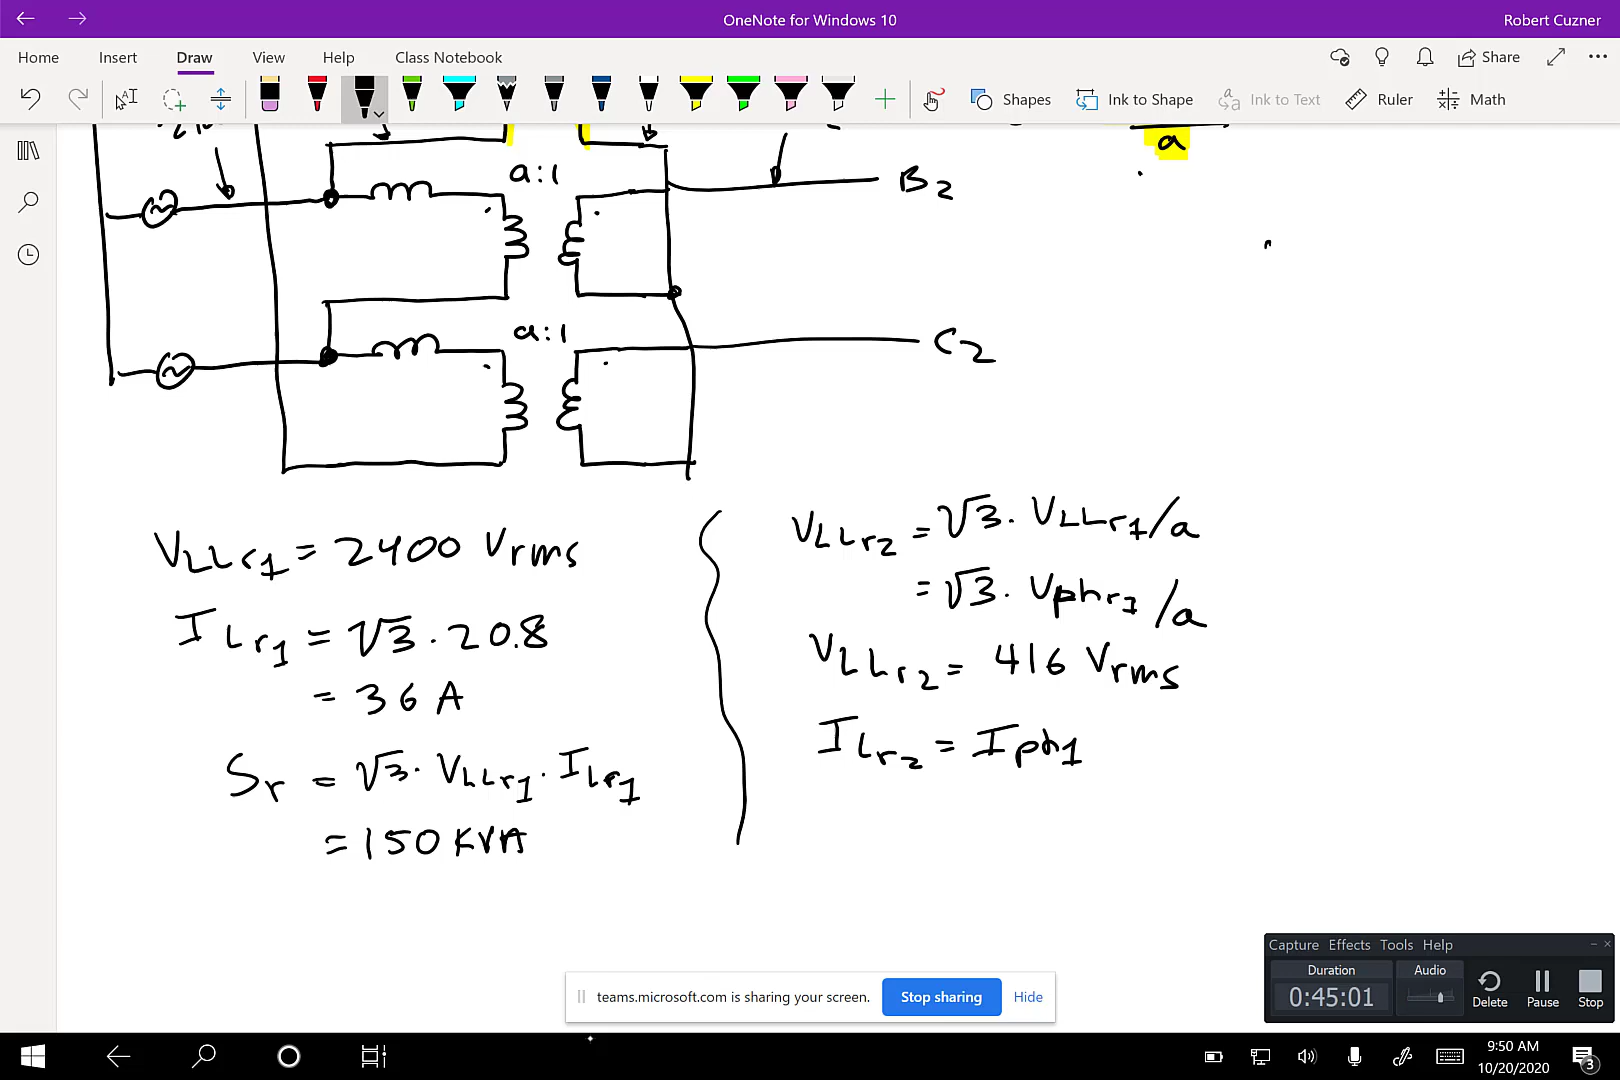 OneNote for Windows 10
Robert Cuzner
Home Insert Draw View Help Class Notebook
Share
Shapes Ink to Shape Ink to Text Ruler Math
a
a:1
B2
a:1
C2
VLLr1 = 2400 Vrms
ILr1 = √3 · 20.8
= 36 A
Sr = √3 · VLLr1 · ILr1
= 150 KVA
VLLr2 = √3 · VLLr1/a
= √3 · Vphr1/a
VLLr2 = 416 Vrms
ILr2 = Iph1
Capture Effects Tools Help
Duration Audio
0:45:01
Delete Pause Stop
teams.microsoft.com is sharing your screen. Stop sharing Hide
9:50 AM
10/20/2020
3